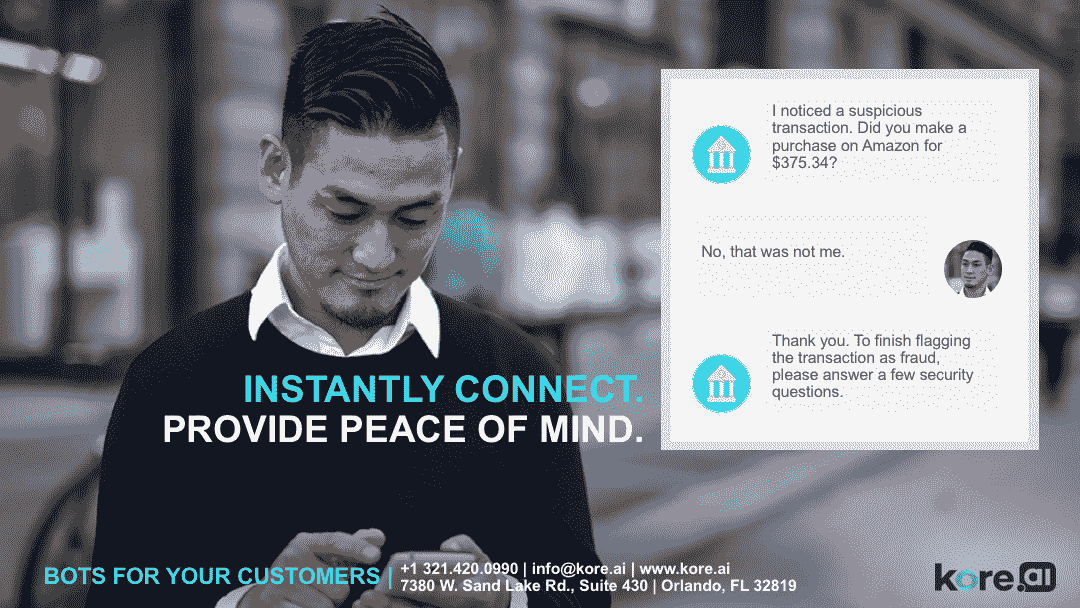 I noticed a suspicious
transaction. Did you make a
purchase on Amazon for
$375.34?
No, that was not me.
Thank you. To finish flagging
the transaction as fraud,
please answer a few security
questions.
INSTANTLY CONNECT.
PROVIDE PEACE OF MIND.
BOTS FOR YOUR CUSTOMERS |
+1 321.420.0990 | info@kore.ai | www.kore.ai
7380 W. Sand Lake Rd., Suite 430 | Orlando, FL 32819
kore.ai